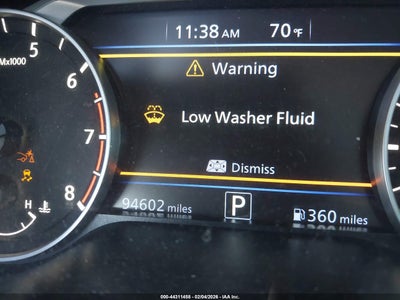 11:38 AM 70 °F
Mx1000
5
6
7
8
Warning
Low Washer Fluid
Dismiss
H
94602 miles
P
360 miles
000-44311458 - 02/04/2026 - IAA Inc.